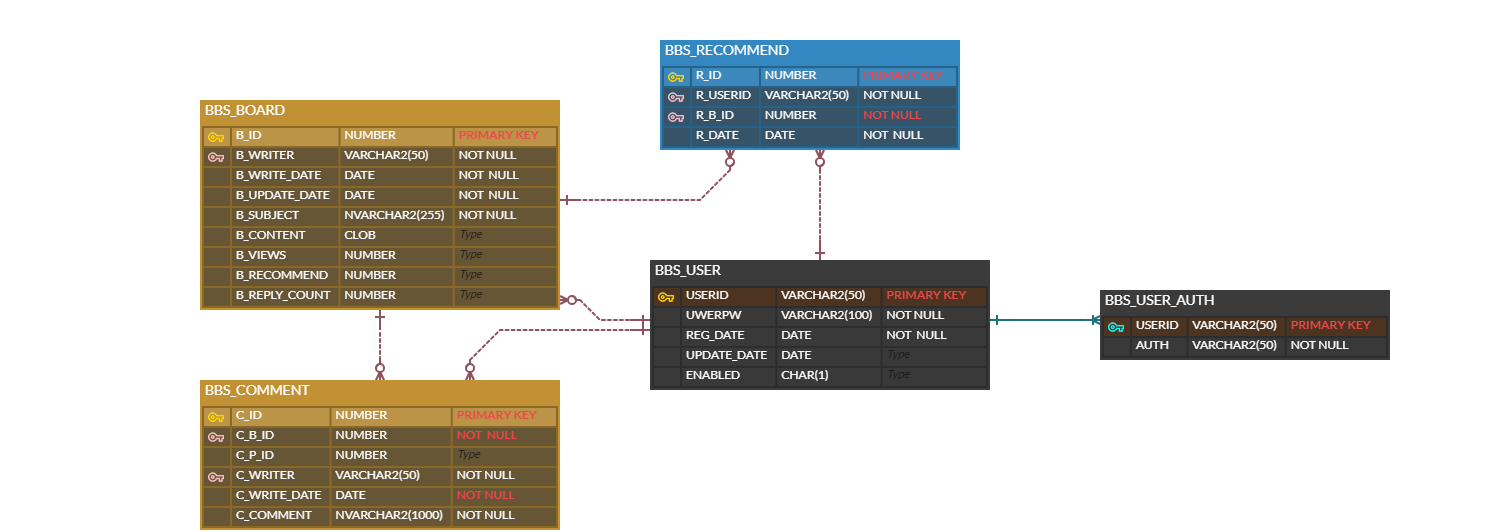 BBS_RECOMMEND
R_ID NUMBER PRIMARY KEY
R_USERID VARCHAR2(50) NOT NULL
R_B_ID NUMBER NOT NULL
R_DATE DATE NOT NULL
BBS_BOARD
B_ID NUMBER PRIMARY KEY
B_WRITER VARCHAR2(50) NOT NULL
B_WRITE_DATE DATE NOT NULL
B_UPDATE_DATE DATE NOT NULL
B_SUBJECT NVARCHAR2(255) NOT NULL
B_CONTENT CLOB Type
B_VIEWS NUMBER Type
B_RECOMMEND NUMBER Type
B_REPLY_COUNT NUMBER Type
BBS_USER
USERID VARCHAR2(50) PRIMARY KEY
UWERPW VARCHAR2(100) NOT NULL
REG_DATE DATE NOT NULL
UPDATE_DATE DATE Type
ENABLED CHAR(1) Type
BBS_USER_AUTH
USERID VARCHAR2(50) PRIMARY KEY
AUTH VARCHAR2(50) NOT NULL
BBS_COMMENT
C_ID NUMBER PRIMARY KEY
C_B_ID NUMBER NOT NULL
C_P_ID NUMBER Type
C_WRITER VARCHAR2(50) NOT NULL
C_WRITE_DATE DATE NOT NULL
C_COMMENT NVARCHAR2(1000) NOT NULL